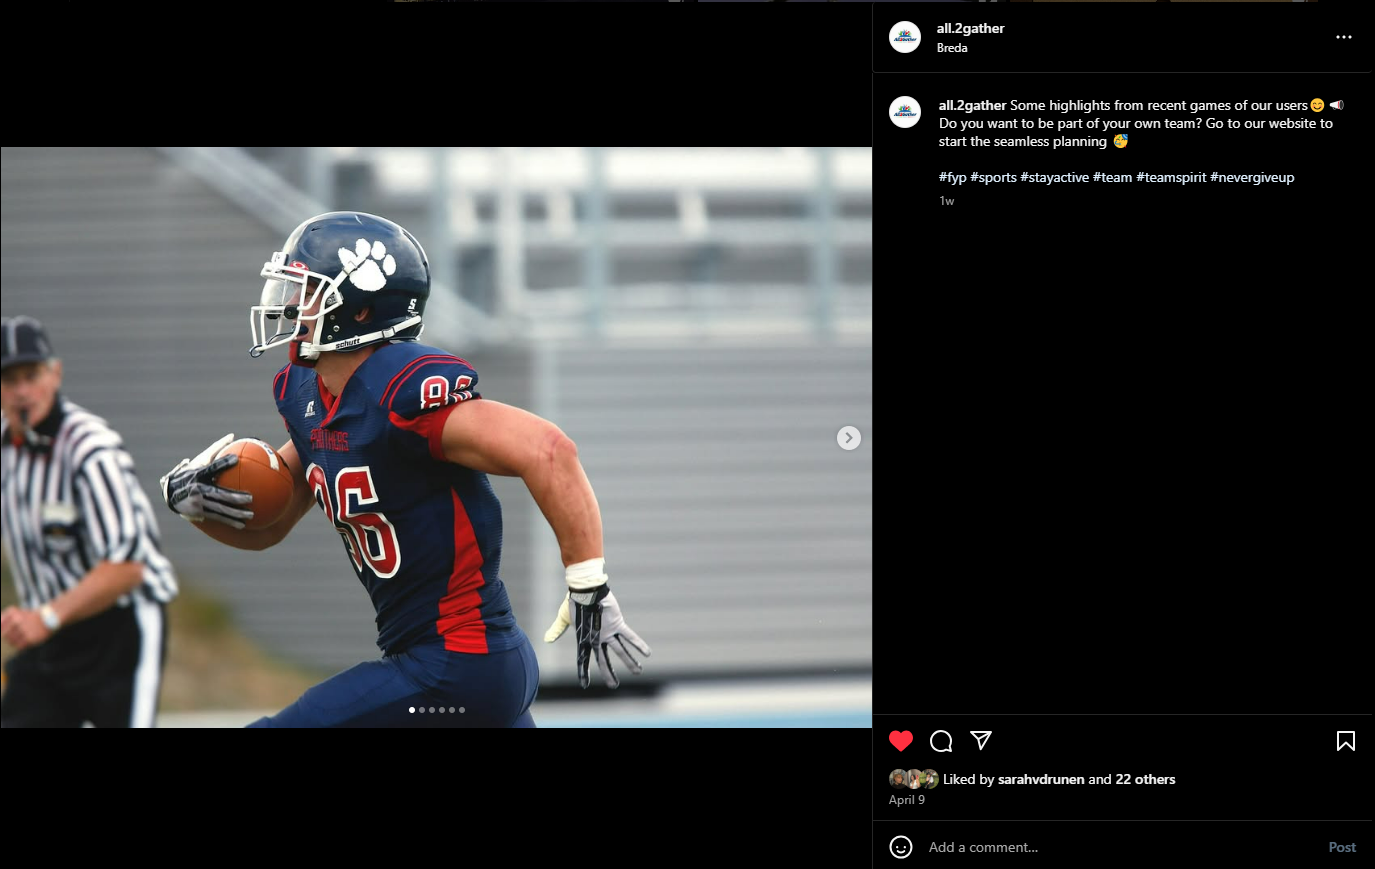 all.2gather
Breda
all.2gather Some highlights from recent games of our users😊 📢
Do you want to be part of your own team? Go to our website to
start the seamless planning 🥳
#fyp #sports #stayactive #team #teamspirit #nevergiveup
1w
schutt
PANTHERS
86
Liked by sarahvdrunen and 22 others
April 9
Add a comment...
Post